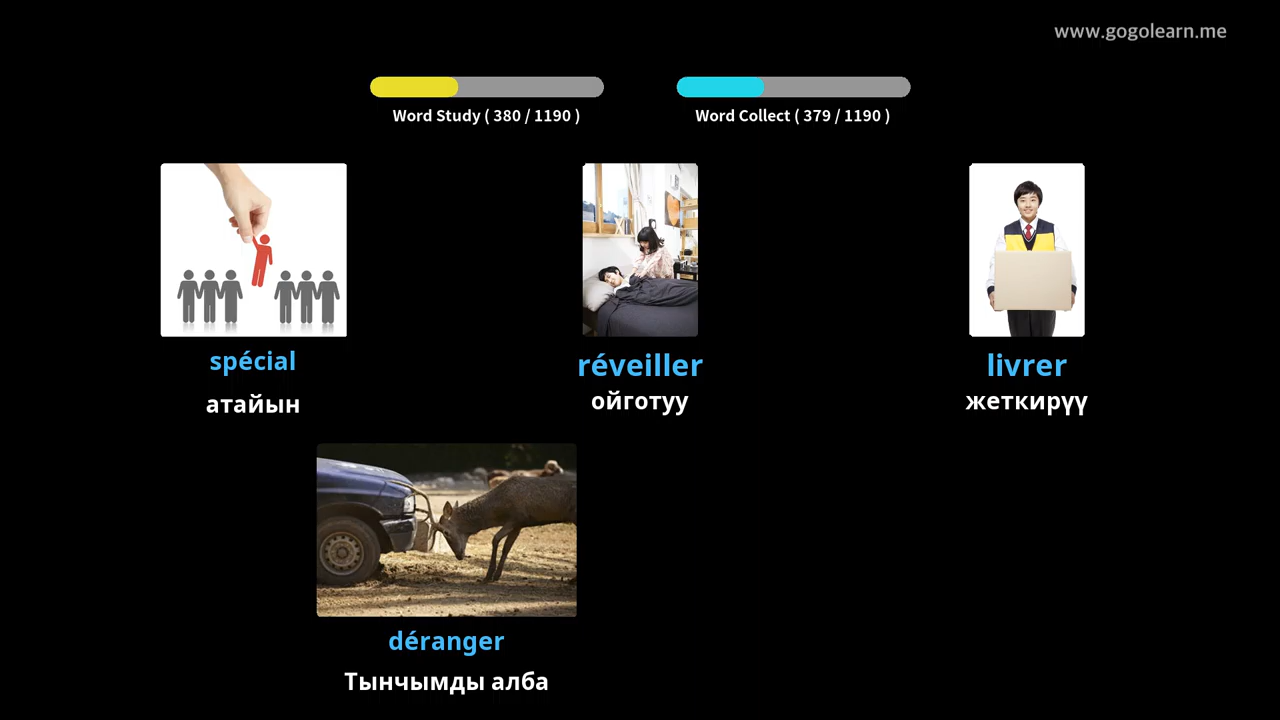 www.gogolearn.me
Word Study ( 380 / 1190 )
Word Collect ( 379 / 1190 )
spécial
атайын
réveiller
ойготуу
livrer
жеткирүү
déranger
Тынчымды алба